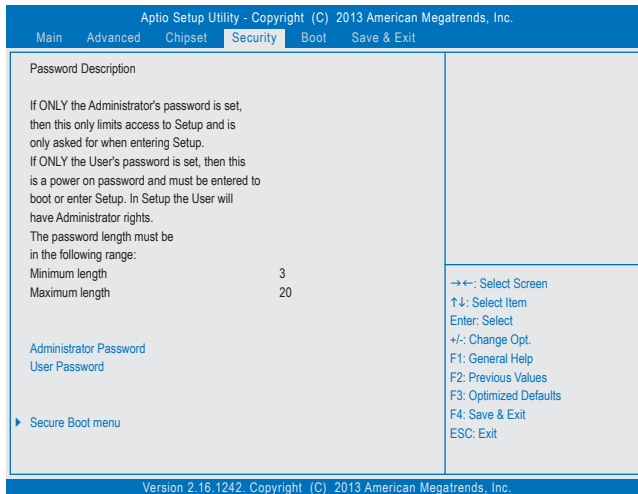 Aptio Setup Utility - Copyright (C) 2013 American Megatrends, Inc.
Main Advanced Chipset Security Boot Save & Exit
Password Description
If ONLY the Administrator's password is set,
then this only limits access to Setup and is
only asked for when entering Setup.
If ONLY the User's password is set, then this
is a power on password and must be entered to
boot or enter Setup. In Setup the User will
have Administrator rights.
The password length must be
in the following range:
Minimum length 3
Maximum length 20
Administrator Password
User Password
Secure Boot menu
→←: Select Screen
↑↓: Select Item
Enter: Select
+/-: Change Opt.
F1: General Help
F2: Previous Values
F3: Optimized Defaults
F4: Save & Exit
ESC: Exit
Version 2.16.1242. Copyright (C) 2013 American Megatrends, Inc.